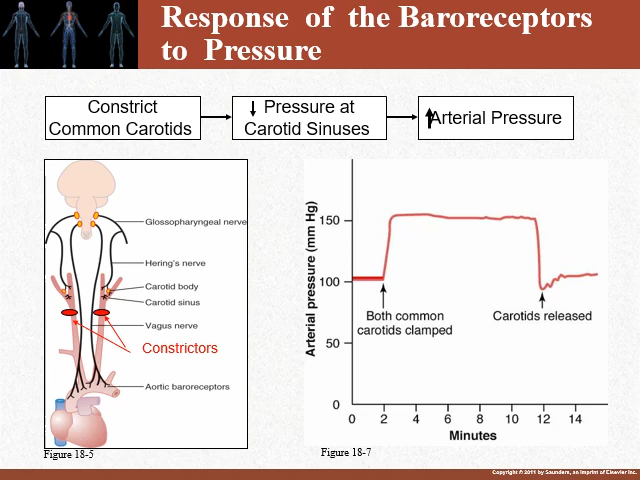 Response of the Baroreceptors
to Pressure
Constrict
Common Carotids
↓ Pressure at
Carotid Sinuses
↑Arterial Pressure
Glossopharyngeal nerve
Hering's nerve
Carotid body
Carotid sinus
Vagus nerve
Constrictors
Aortic baroreceptors
Figure 18-5
Arterial pressure (mm Hg)
150
100
50
0
Both common
carotids clamped
Carotids released
0 2 4 6 8 10 12 14
Minutes
Figure 18-7
Copyright © 2011 by Saunders, an imprint of Elsevier Inc.